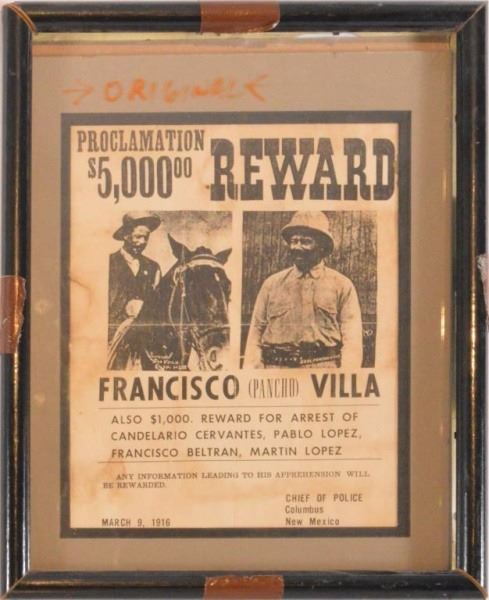 →ORIGINAL←
PROCLAMATION
$5,000⁰⁰
REWARD
FRANCISCO (PANCHO) VILLA
ALSO $1,000. REWARD FOR ARREST OF
CANDELARIO CERVANTES, PABLO LOPEZ,
FRANCISCO BELTRAN, MARTIN LOPEZ
ANY INFORMATION LEADING TO HIS APPREHENSION WILL
BE REWARDED.
CHIEF OF POLICE
Columbus
New Mexico
MARCH 9, 1916